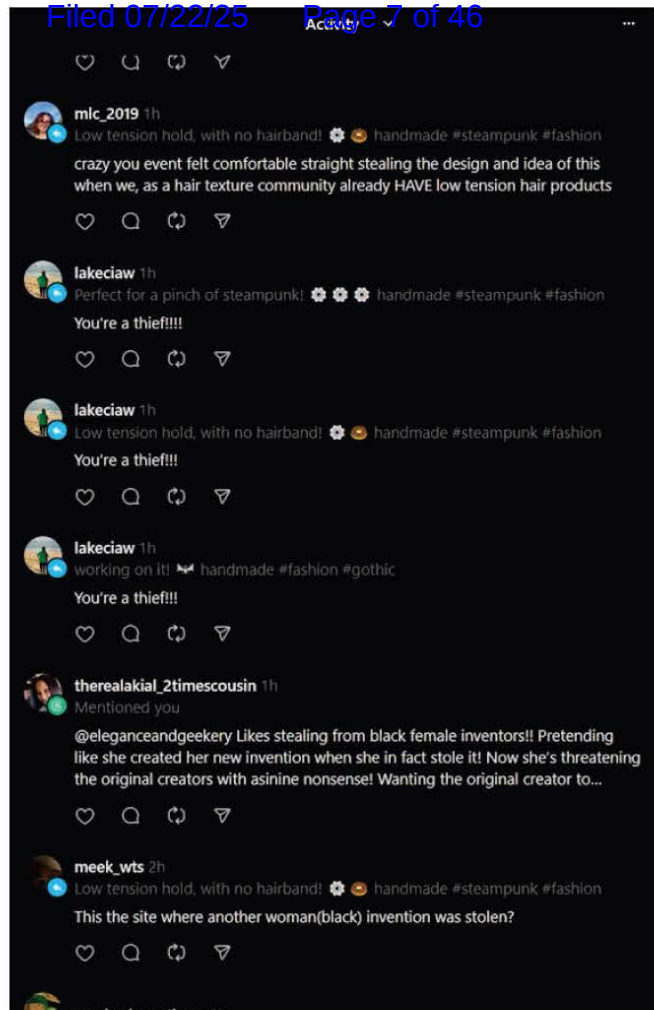 Filed 07/22/25 Page 7 of 46
Activity
mlc_2019 1h
Low tension hold, with no hairband! handmade #steampunk #fashion
crazy you event felt comfortable straight stealing the design and idea of this
when we, as a hair texture community already HAVE low tension hair products
lakeciaw 1h
Perfect for a pinch of steampunk! handmade #steampunk #fashion
You're a thief!!!!
lakeciaw 1h
Low tension hold, with no hairband! handmade #steampunk #fashion
You're a thief!!!
lakeciaw 1h
working on it! handmade #fashion #gothic
You're a thief!!!
therealakial_2timescousin 1h
Mentioned you
@eleganceandgeekery Likes stealing from black female inventors!! Pretending
like she created her new invention when she in fact stole it! Now she's threatening
the original creators with asinine nonsense! Wanting the original creator to...
meek_wts 2h
Low tension hold, with no hairband! handmade #steampunk #fashion
This the site where another woman(black) invention was stolen?